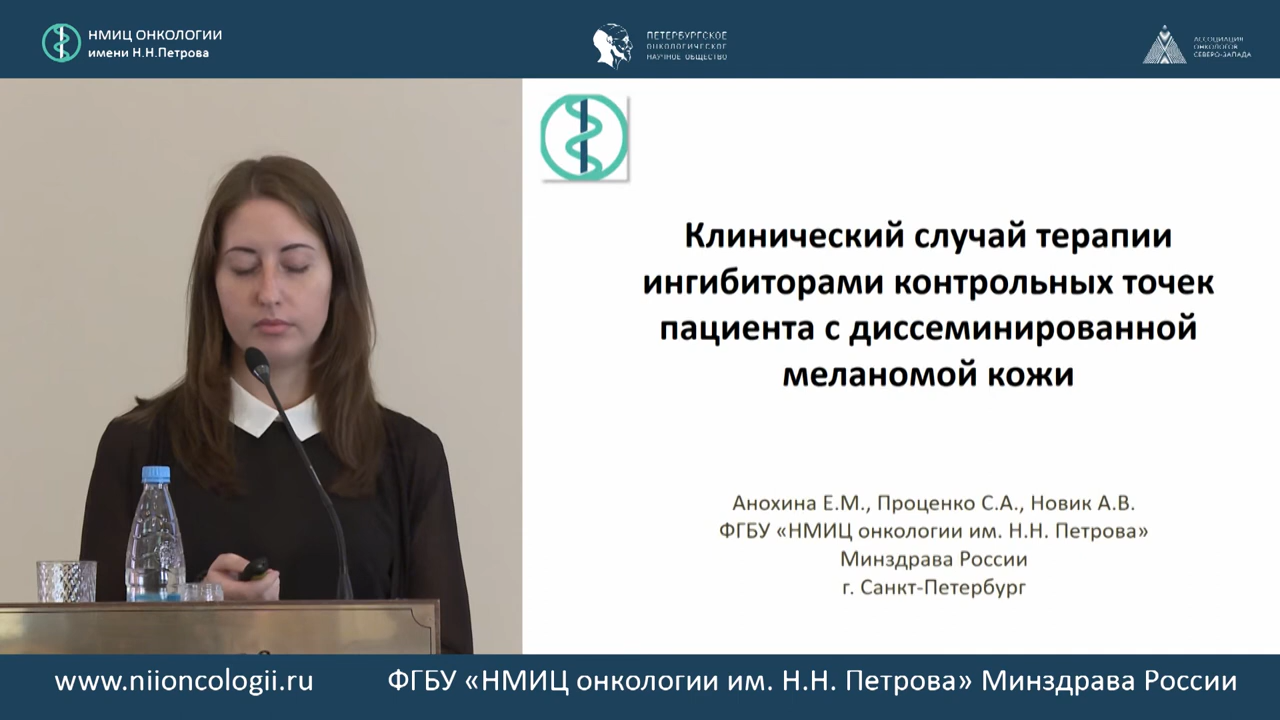 НМИЦ ОНКОЛОГИИ
имени Н.Н.Петрова
ПЕТЕРБУРГСКОЕ
ОНКОЛОГИЧЕСКОЕ
НАУЧНОЕ ОБЩЕСТВО
АССОЦИАЦИЯ
ОНКОЛОГОВ
СЕВЕРО-ЗАПАДА
Клинический случай терапии
ингибиторами контрольных точек
пациента с диссеминированной
меланомой кожи
Анохина Е.М., Проценко С.А., Новик А.В.
ФГБУ «НМИЦ онкологии им. Н.Н. Петрова»
Минздрава России
г. Санкт-Петербург
www.niioncologii.ru
ФГБУ «НМИЦ онкологии им. Н.Н. Петрова» Минздрава России